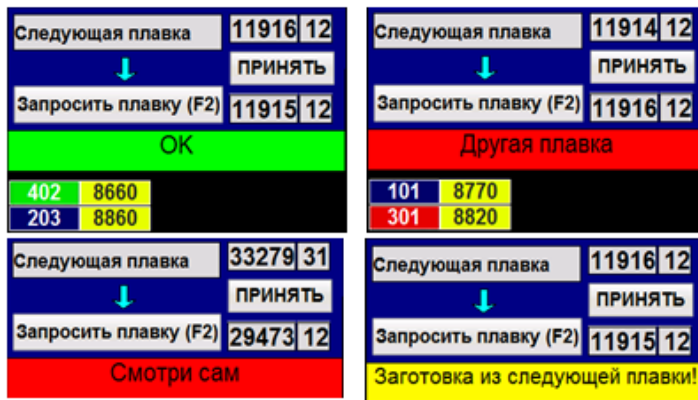 Следующая плавка 11916 12
ПРИНЯТЬ
Запросить плавку (F2) 11915 12
OK
402 8660
203 8860
Следующая плавка 11914 12
ПРИНЯТЬ
Запросить плавку (F2) 11916 12
Другая плавка
101 8770
301 8820
Следующая плавка 33279 31
ПРИНЯТЬ
Запросить плавку (F2) 29473 12
Смотри сам
Следующая плавка 11916 12
ПРИНЯТЬ
Запросить плавку (F2) 11915 12
Заготовка из следующей плавки!